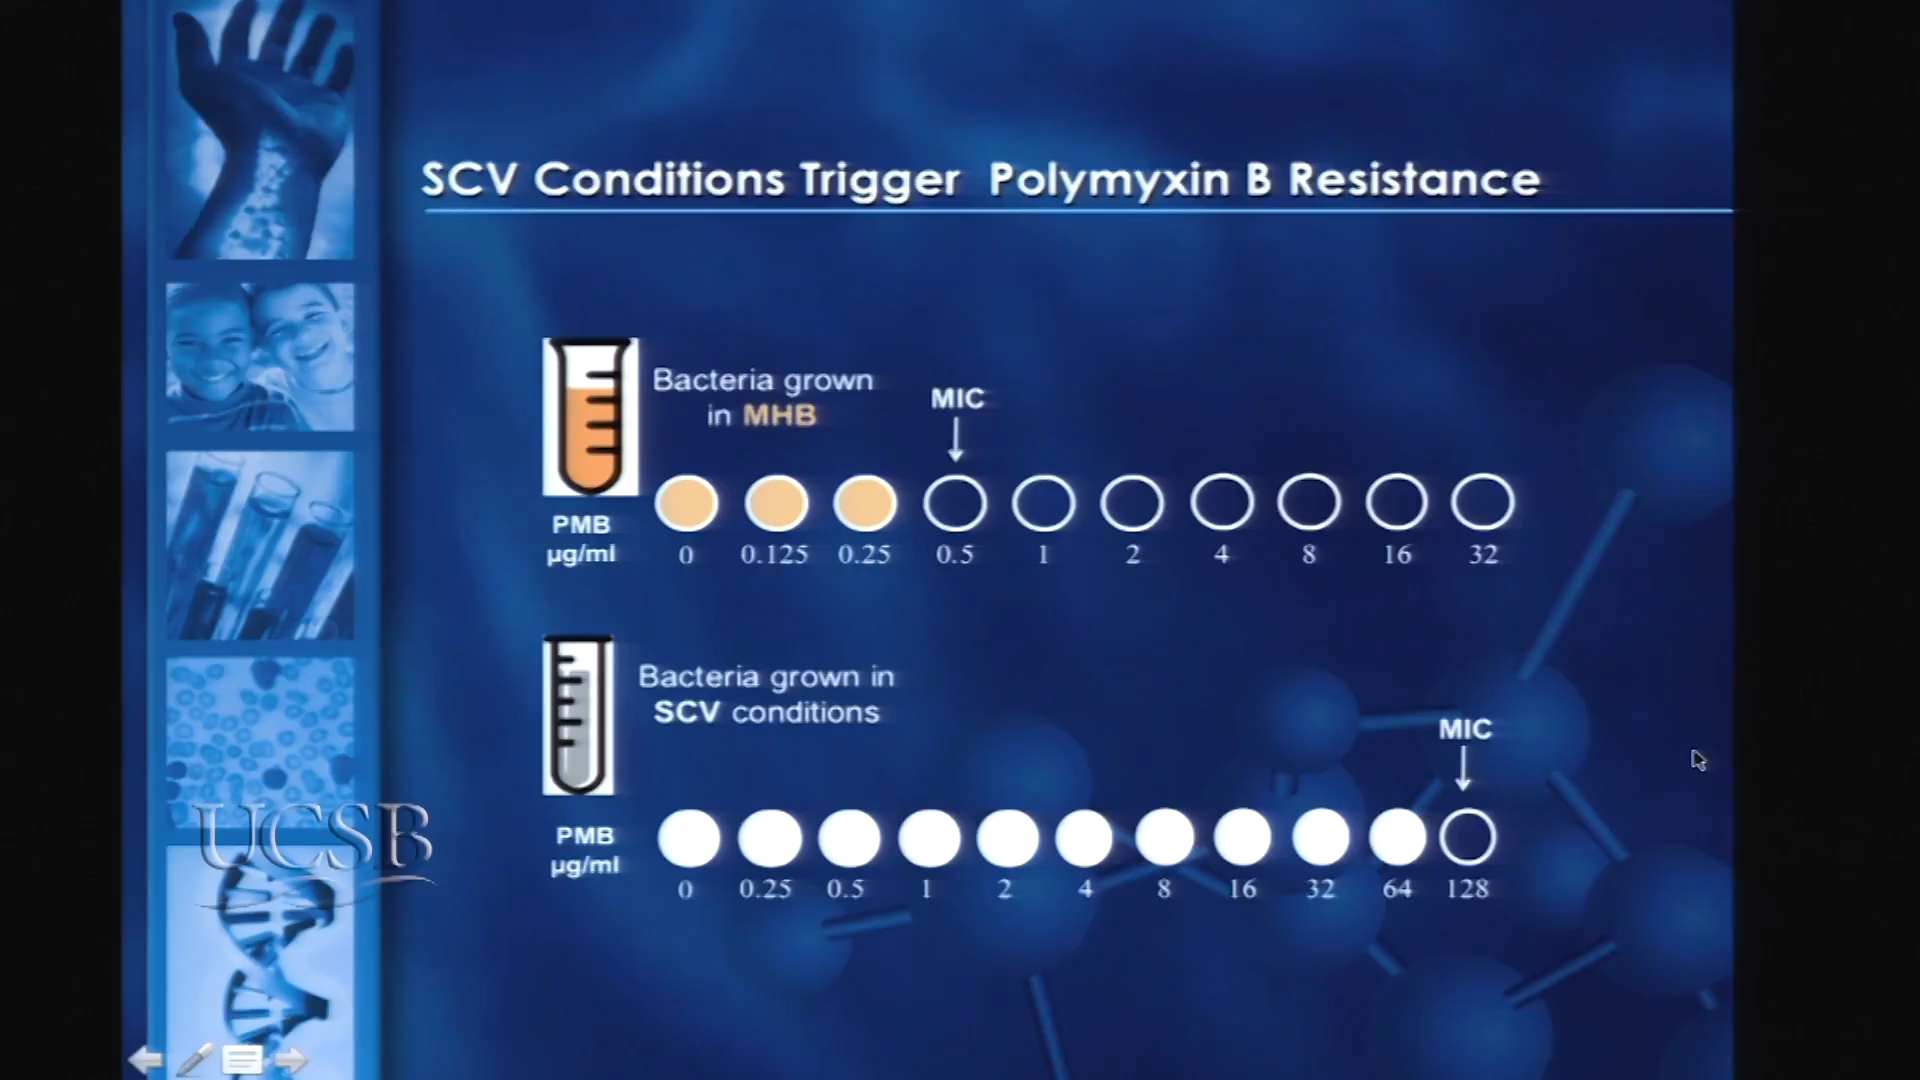 SCV Conditions Trigger Polymyxin B Resistance
Bacteria grown
in MHB
MIC
PMB
µg/ml
0 0.125 0.25 0.5 1 2 4 8 16 32
Bacteria grown in
SCV conditions
MIC
PMB
µg/ml
0 0.25 0.5 1 2 4 8 16 32 64 128
UCSB